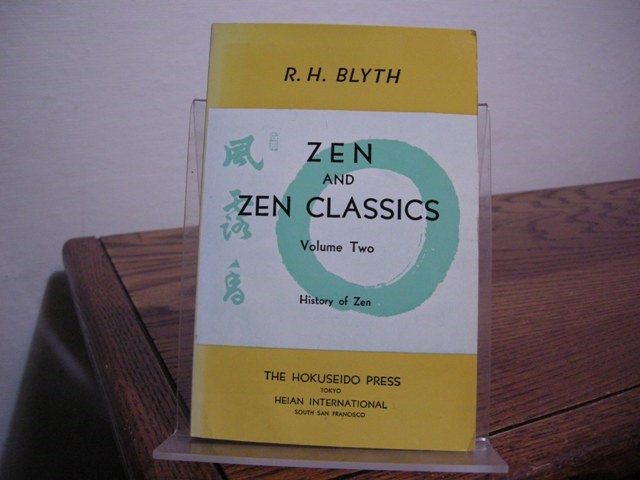 R. H. BLYTH
ZEN
AND
ZEN CLASSICS
Volume Two
History of Zen
風
露
THE HOKUSEIDO PRESS
TOKYO
HEIAN INTERNATIONAL
SOUTH SAN FRANCISCO